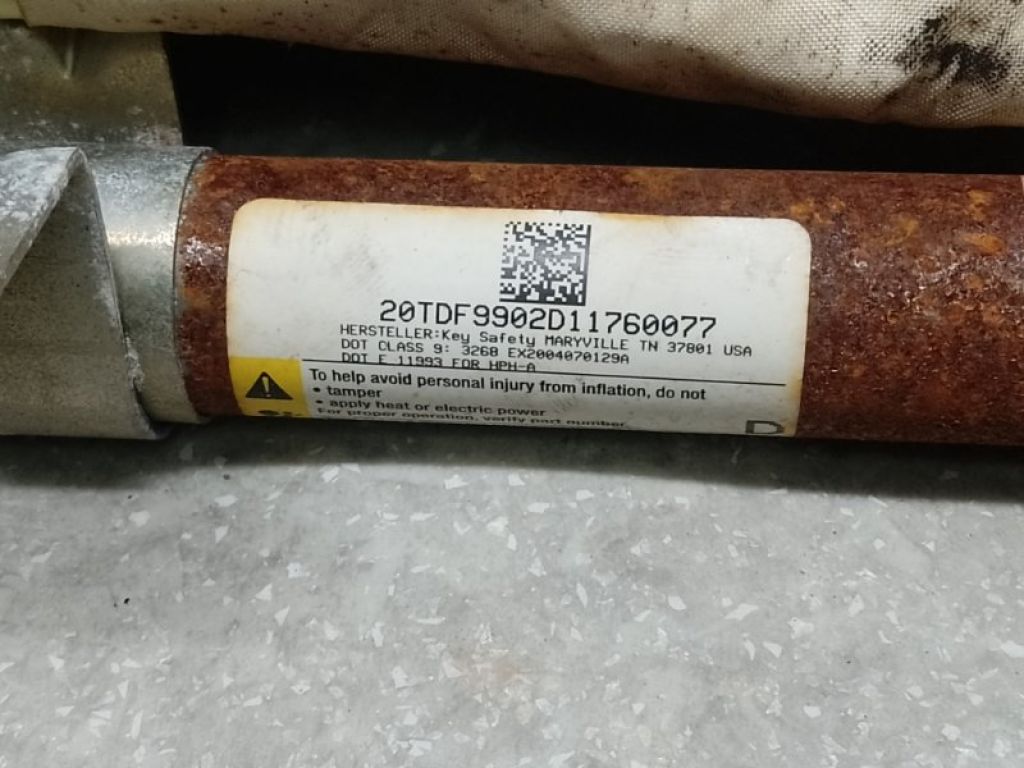 20TDF9902D11760077
HERSTELLER:Key Safety MARYVILLE TN 37801 USA
DOT CLASS 9: 3268 EX2004070129A
DOT E 11993 FOR HPH-A
To help avoid personal injury from inflation, do not
• tamper
• apply heat or electric power
For proper operation, verify part number.
D